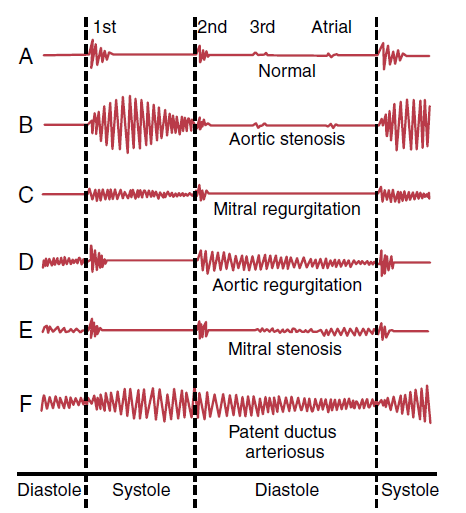 1st 2nd 3rd Atrial
A
Normal
B
Aortic stenosis
C
Mitral regurgitation
D
Aortic regurgitation
E
Mitral stenosis
F
Patent ductus
arteriosus
Diastole Systole Diastole Systole